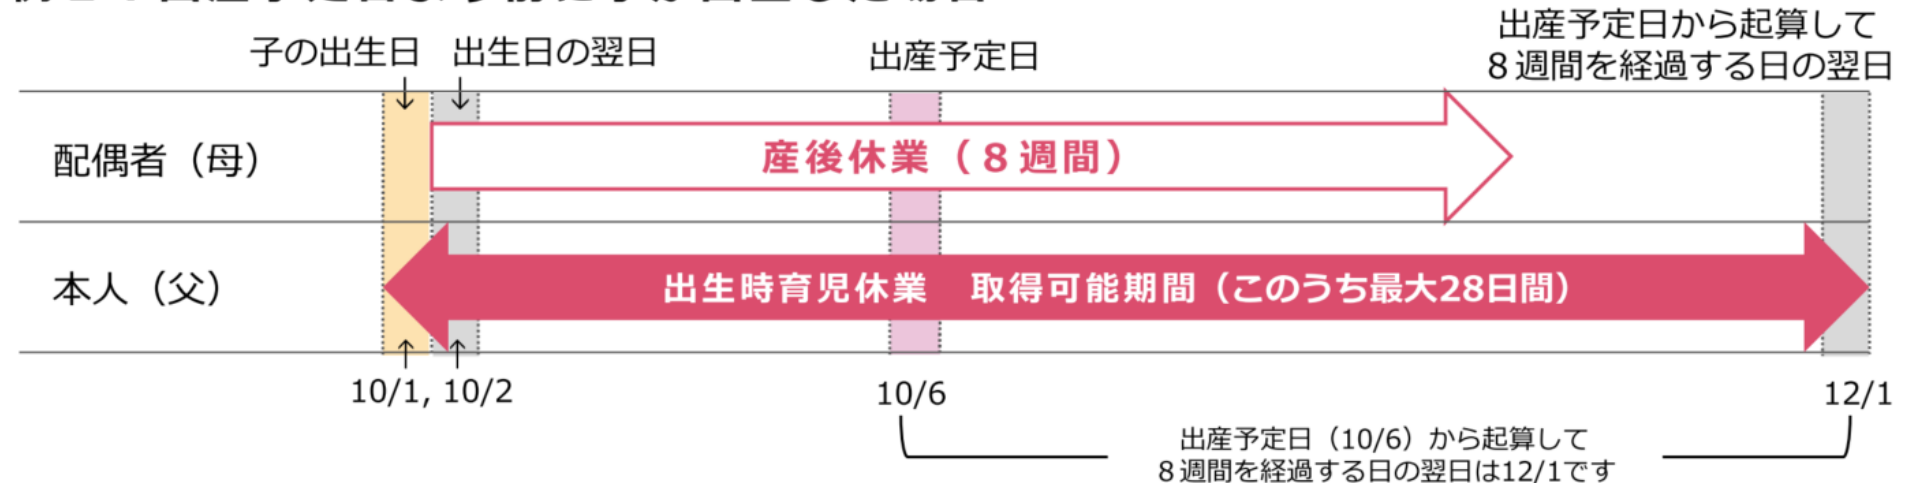 子の出生日
出生日の翌日
出産予定日
出産予定日から起算して
８週間を経過する日の翌日
配偶者（母）
産後休業（８週間）
本人（父）
出生時育児休業　取得可能期間（このうち最大28日間）
10/1, 10/2
10/6
12/1
出産予定日（10/6）から起算して
８週間を経過する日の翌日は12/1です